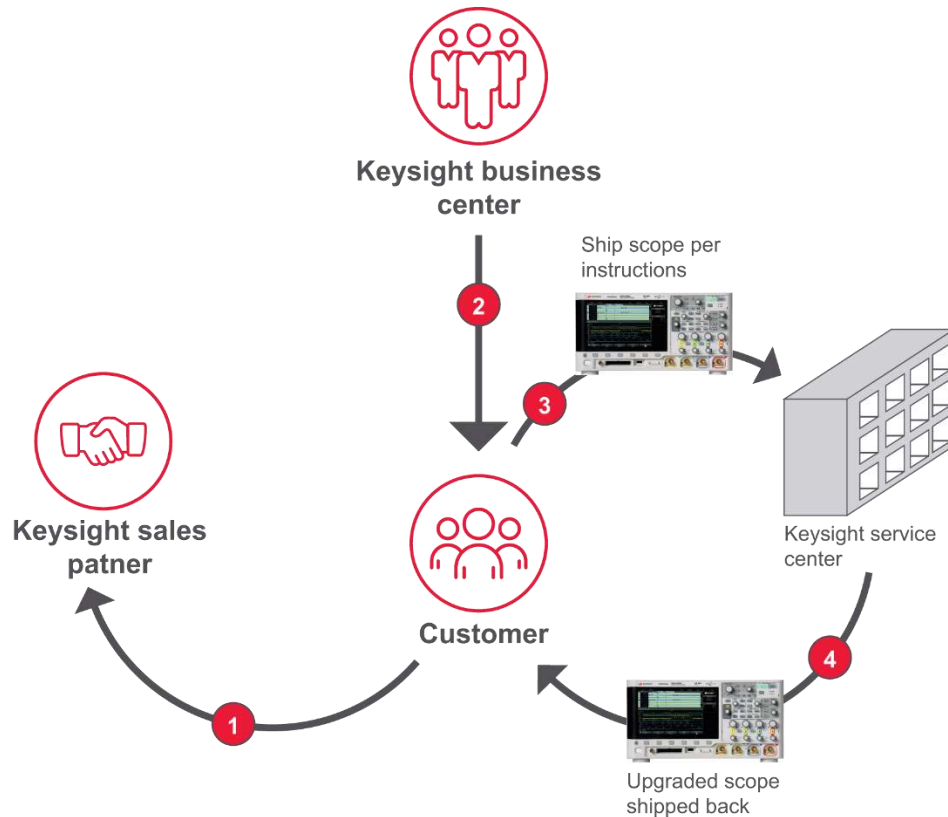 Keysight business
center
2
Ship scope per
instructions
3
Keysight sales
patner
Customer
Keysight service
center
1
4
Upgraded scope
shipped back